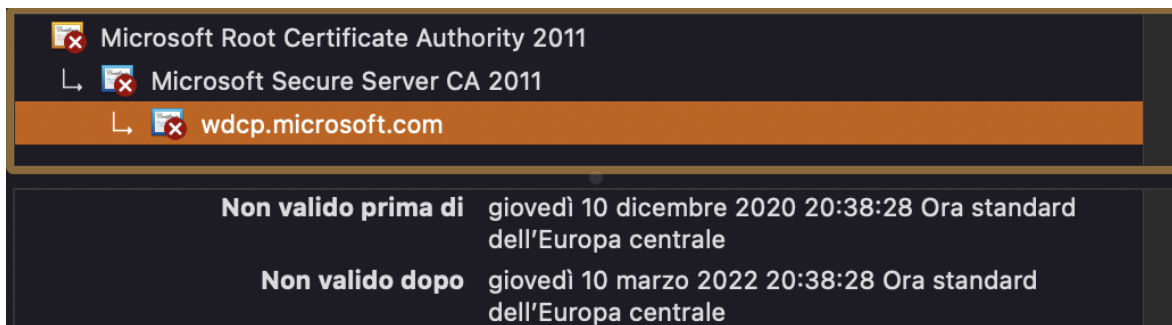 Microsoft Root Certificate Authority 2011
Microsoft Secure Server CA 2011
wdcp.microsoft.com
Non valido prima di giovedì 10 dicembre 2020 20:38:28 Ora standard
dell’Europa centrale
Non valido dopo giovedì 10 marzo 2022 20:38:28 Ora standard
dell’Europa centrale